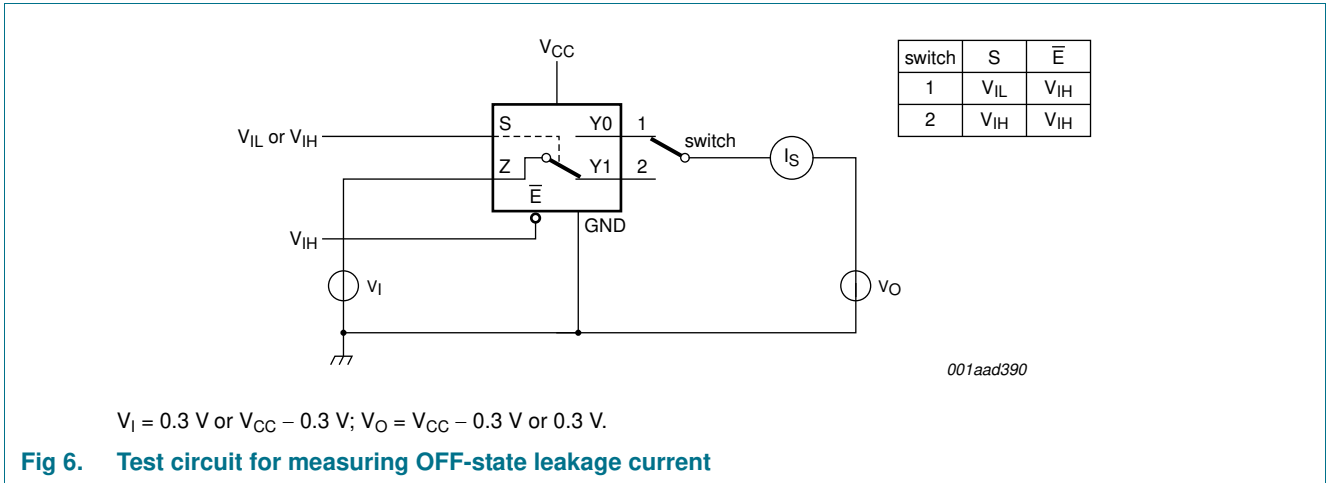 VCC
switch S E̅
1 VIL VIH
2 VIH VIH
VIL or VIH
S Y0 1
switch
IS
Z Y1 2
E̅
GND
VIH
VI
VO
001aad390
VI = 0.3 V or VCC − 0.3 V; VO = VCC − 0.3 V or 0.3 V.
Fig 6. Test circuit for measuring OFF-state leakage current